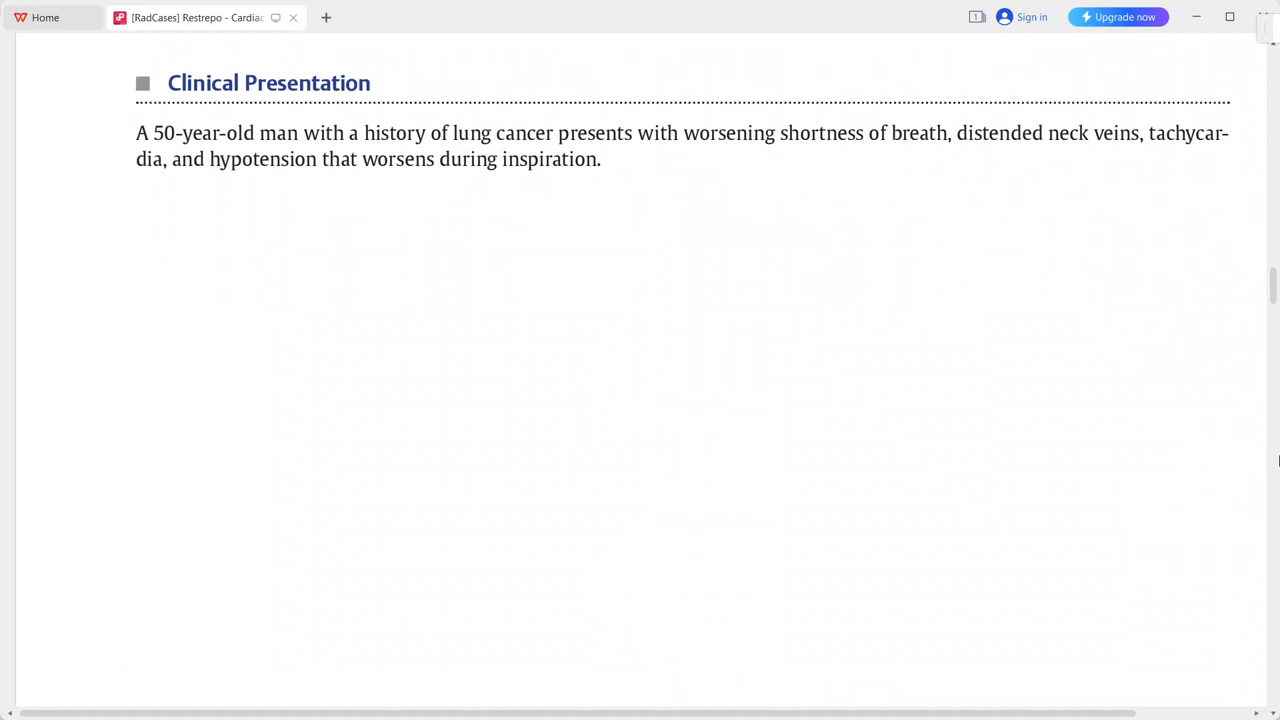 Home
[RadCases] Restrepo - Cardiac
1
Sign in
Upgrade now
Clinical Presentation
A 50-year-old man with a history of lung cancer presents with worsening shortness of breath, distended neck veins, tachycar-
dia, and hypotension that worsens during inspiration.